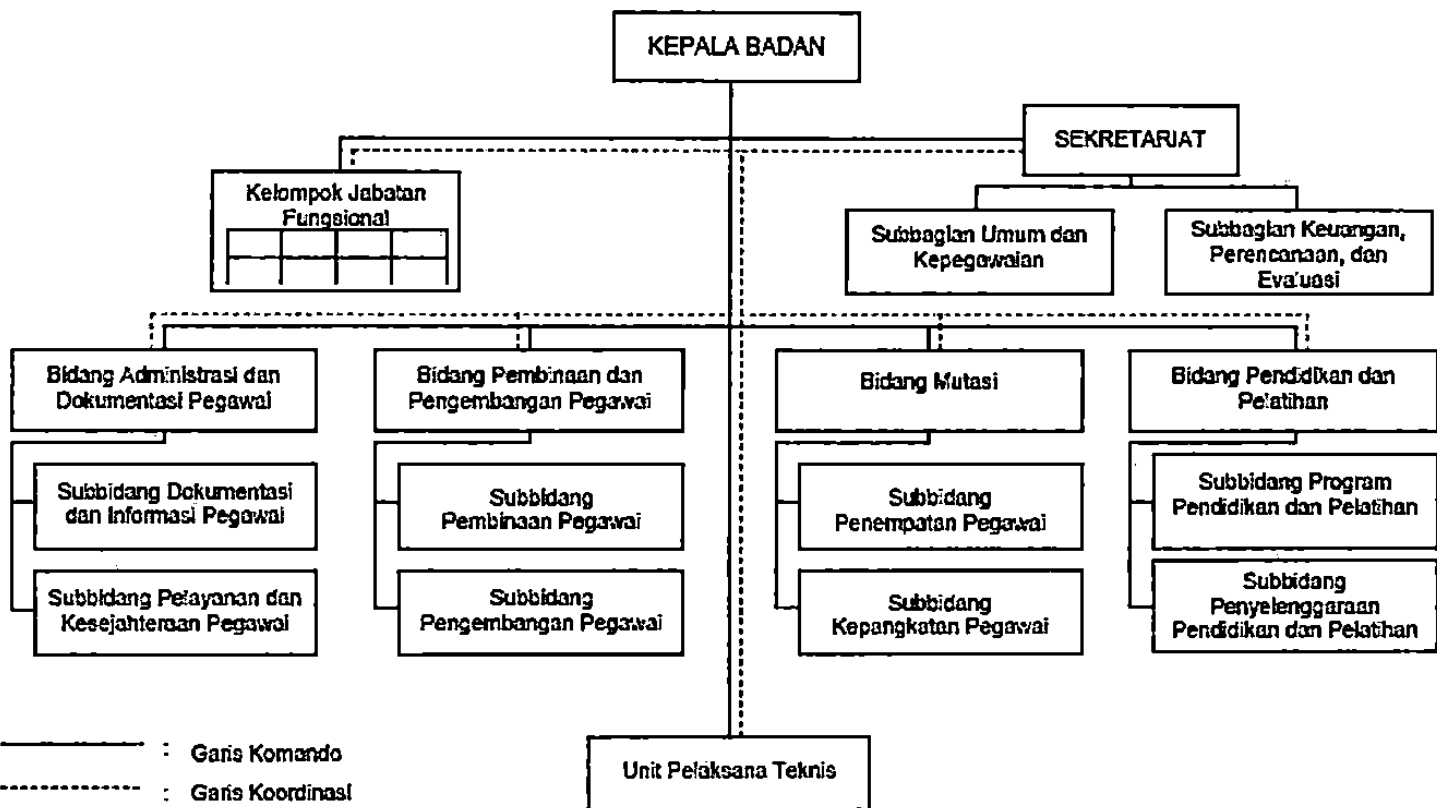 KEPALA BADAN
SEKRETARIAT
Kelompok Jabatan
Fungsional
Subbagian Umum dan
Kepegawaian
Subbagian Keuangan,
Perencanaan, dan
Evaluasi
Bidang Administrasi dan
Dokumentasi Pegawai
Bidang Pembinaan dan
Pengembangan Pegawai
Bidang Mutasi
Bidang Pendidikan dan
Pelatihan
Subbidang Dokumentasi
dan Informasi Pegawai
Subbidang
Pembinaan Pegawai
Subbidang
Penempatan Pegawai
Subbidang Program
Pendidikan dan Pelatihan
Subbidang Pelayanan dan
Kesejahteraan Pegawai
Subbidang
Pengembangan Pegawai
Subbidang
Kepangkatan Pegawai
Subbidang
Penyelenggaraan
Pendidikan dan Pelatihan
: Garis Komando
: Garis Koordinasi
Unit Pelaksana Teknis